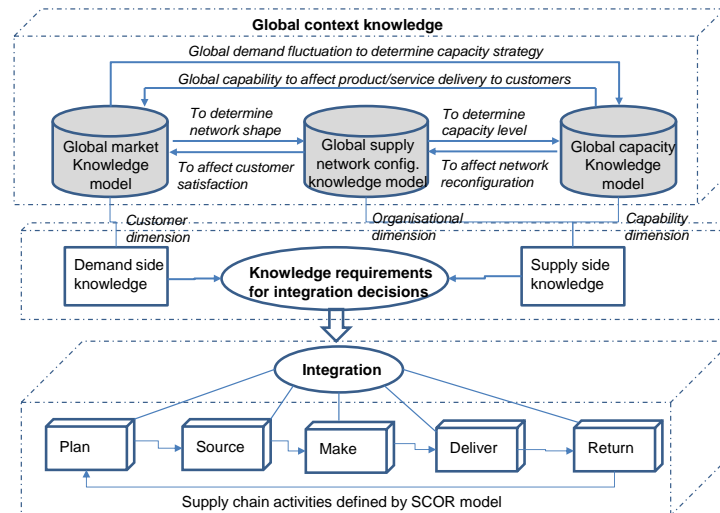 Global context knowledge
Global demand fluctuation to determine capacity strategy
Global capability to affect product/service delivery to customers
To determine
network shape
To determine
capacity level
Global market
Knowledge
model
Global supply
network config.
knowledge model
Global capacity
Knowledge
model
To affect customer
satisfaction
To affect network
reconfiguration
Customer
dimension
Organisational
dimension
Capability
dimension
Demand side
knowledge
Knowledge requirements
for integration decisions
Supply side
knowledge
Integration
Plan
Source
Make
Deliver
Return
Supply chain activities defined by SCOR model